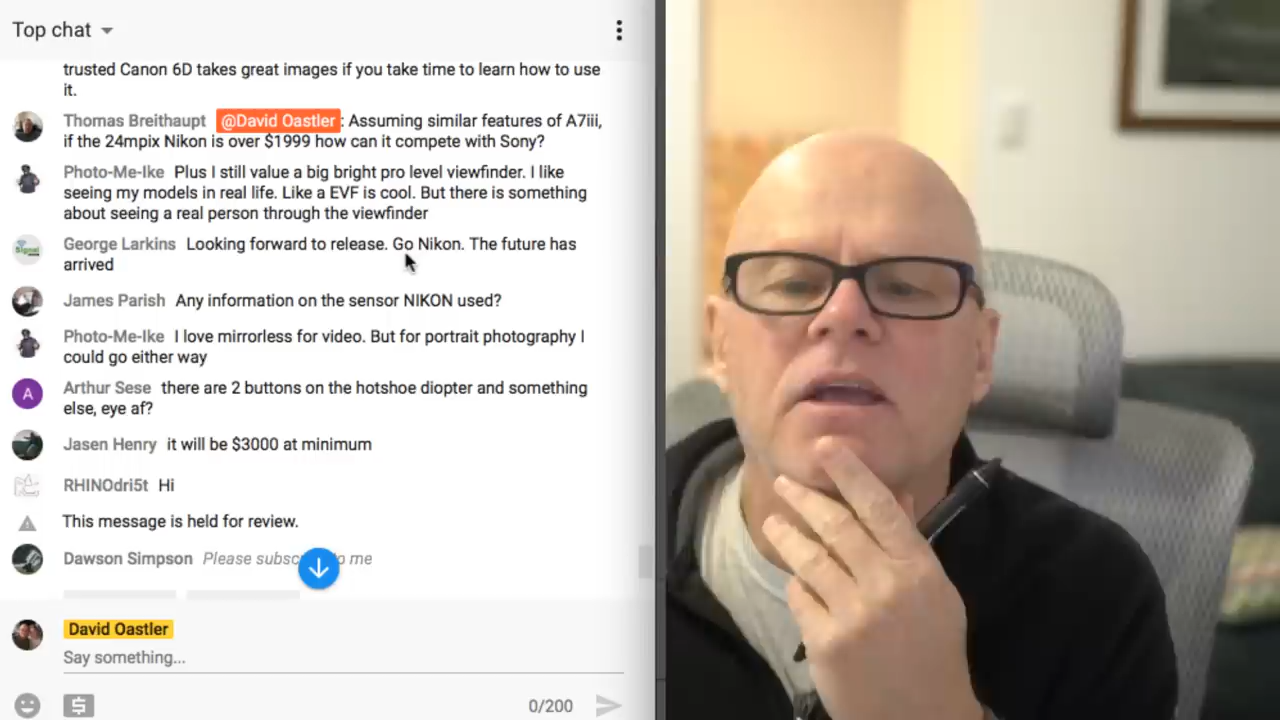 Top chat
trusted Canon 6D takes great images if you take time to learn how to use
it.
Thomas Breithaupt @David Oastler : Assuming similar features of A7iii,
if the 24mpix Nikon is over $1999 how can it compete with Sony?
Photo-Me-Ike Plus I still value a big bright pro level viewfinder. I like
seeing my models in real life. Like a EVF is cool. But there is something
about seeing a real person through the viewfinder
George Larkins Looking forward to release. Go Nikon. The future has
arrived
James Parish Any information on the sensor NIKON used?
Photo-Me-Ike I love mirrorless for video. But for portrait photography I
could go either way
A Arthur Sese there are 2 buttons on the hotshoe diopter and something
else, eye af?
Jasen Henry it will be $3000 at minimum
RHINOdri5t Hi
This message is held for review.
Dawson Simpson Please me
David Oastler
Say something...
0/200